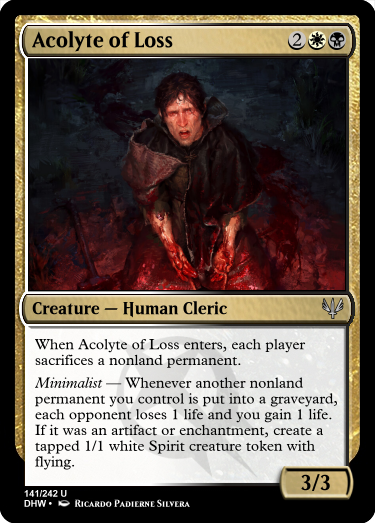 Acolyte of Loss 2
Creature — Human Cleric
When Acolyte of Loss enters, each player
sacrifices a nonland permanent.
Minimalist — Whenever another nonland
permanent you control is put into a graveyard,
each opponent loses 1 life and you gain 1 life.
If it was an artifact or enchantment, create a
tapped 1/1 white Spirit creature token with
flying.
3/3
141/242 U
DHW • Ricardo Padierne Silvera